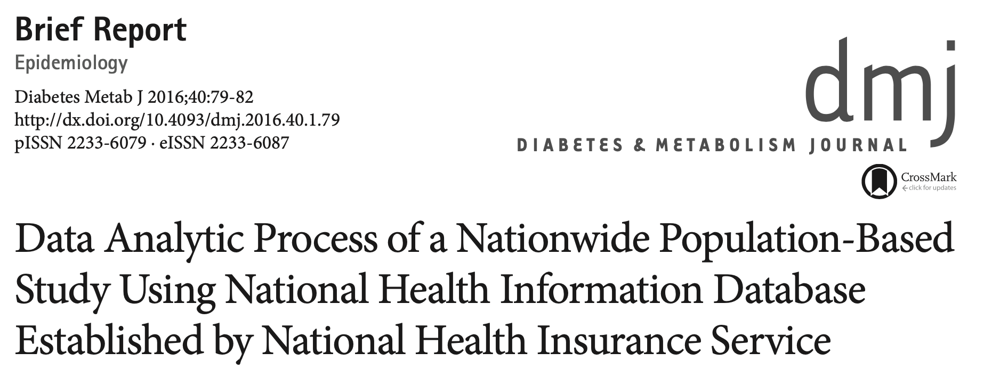 Brief Report
Epidemiology
Diabetes Metab J 2016;40:79-82
http://dx.doi.org/10.4093/dmj.2016.40.1.79
pISSN 2233-6079 · eISSN 2233-6087
dmj
DIABETES & METABOLISM JOURNAL
CrossMark
click for updates
Data Analytic Process of a Nationwide Population-Based
Study Using National Health Information Database
Established by National Health Insurance Service